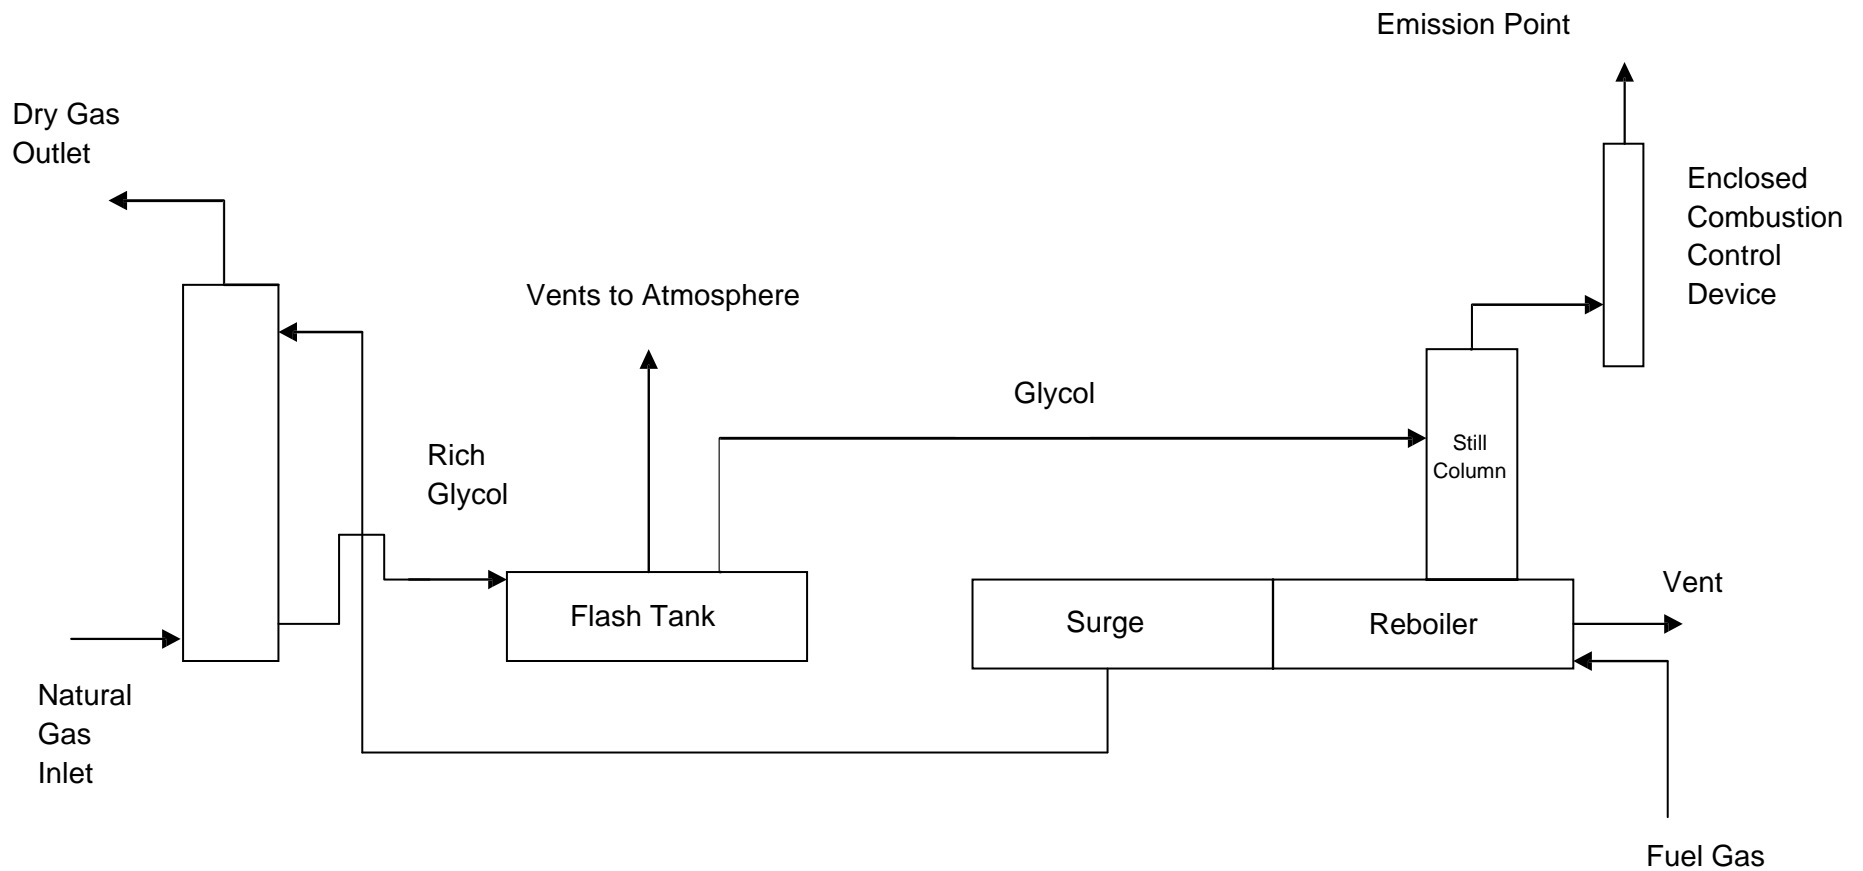 Emission Point
Dry Gas
Outlet
Enclosed
Combustion
Control
Device
Vents to Atmosphere
Glycol
Rich
Glycol
Still
Column
Flash Tank
Surge
Reboiler
Vent
Natural
Gas
Inlet
Fuel Gas